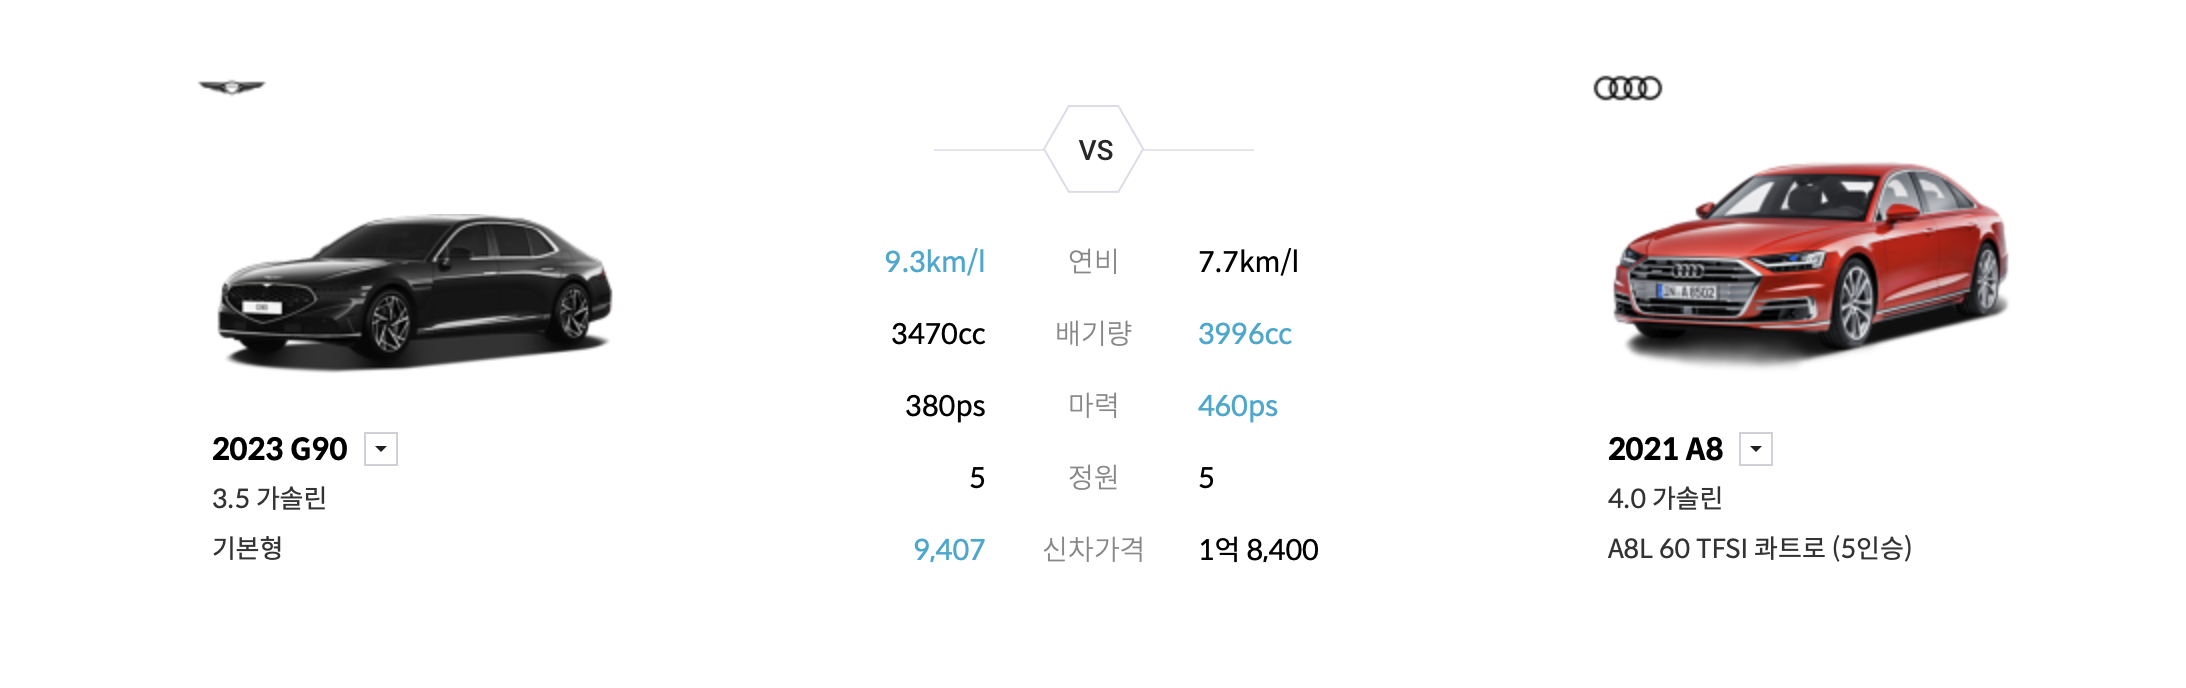 VS
9.3km/l 연비 7.7km/l
3470cc 배기량 3996cc
380ps 마력 460ps
5 정원 5
9,407 신차가격 1억 8,400
2023 G90
3.5 가솔린
기본형
2021 A8
4.0 가솔린
A8L 60 TFSI 콰트로 (5인승)